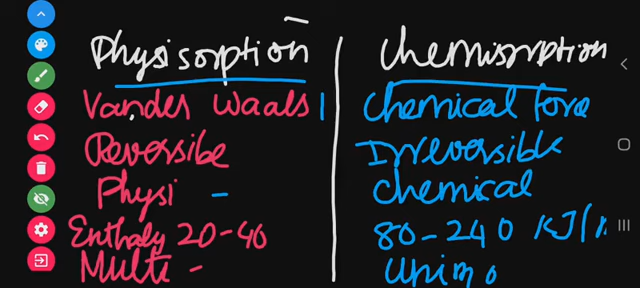 Physisorption chemisorption
Vander Waals chemical force
Reversible Irreversible
Physi - chemical
Enthaly 20-40 80-240 KJ/
Multi - Unimo